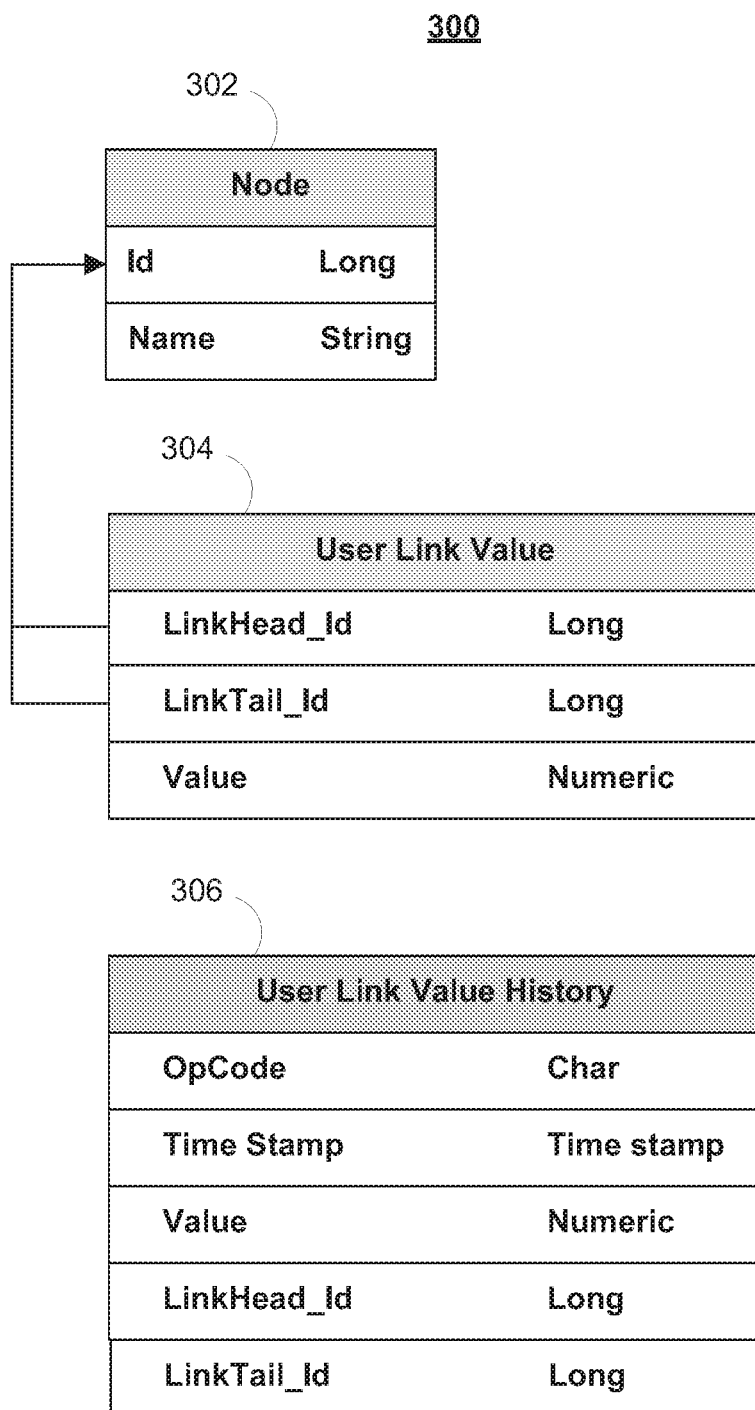 300
302
Node
Id Long
Name String
304
User Link Value
LinkHead_Id Long
LinkTail_Id Long
Value Numeric
306
User Link Value History
OpCode Char
Time Stamp Time stamp
Value Numeric
LinkHead_Id Long
LinkTail_Id Long